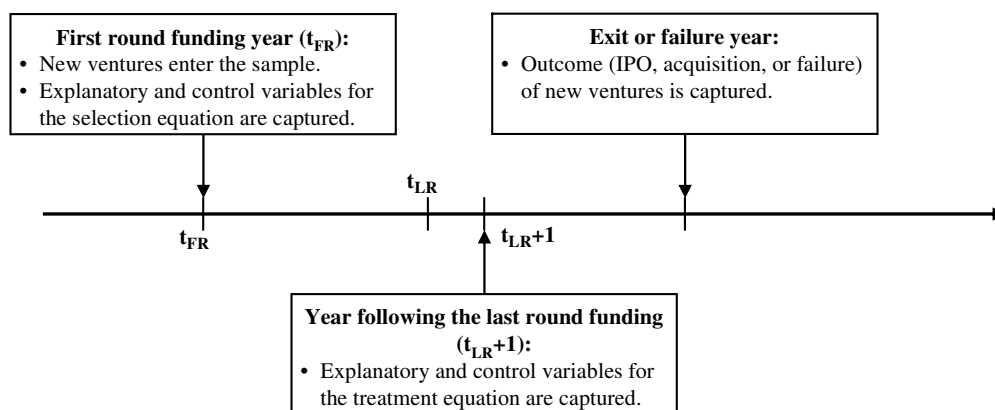 First round funding year (tFR):
• New ventures enter the sample.
• Explanatory and control variables for
the selection equation are captured.
Exit or failure year:
• Outcome (IPO, acquisition, or failure)
of new ventures is captured.
tLR
tFR
tLR+1
Year following the last round funding
(tLR+1):
• Explanatory and control variables for
the treatment equation are captured.